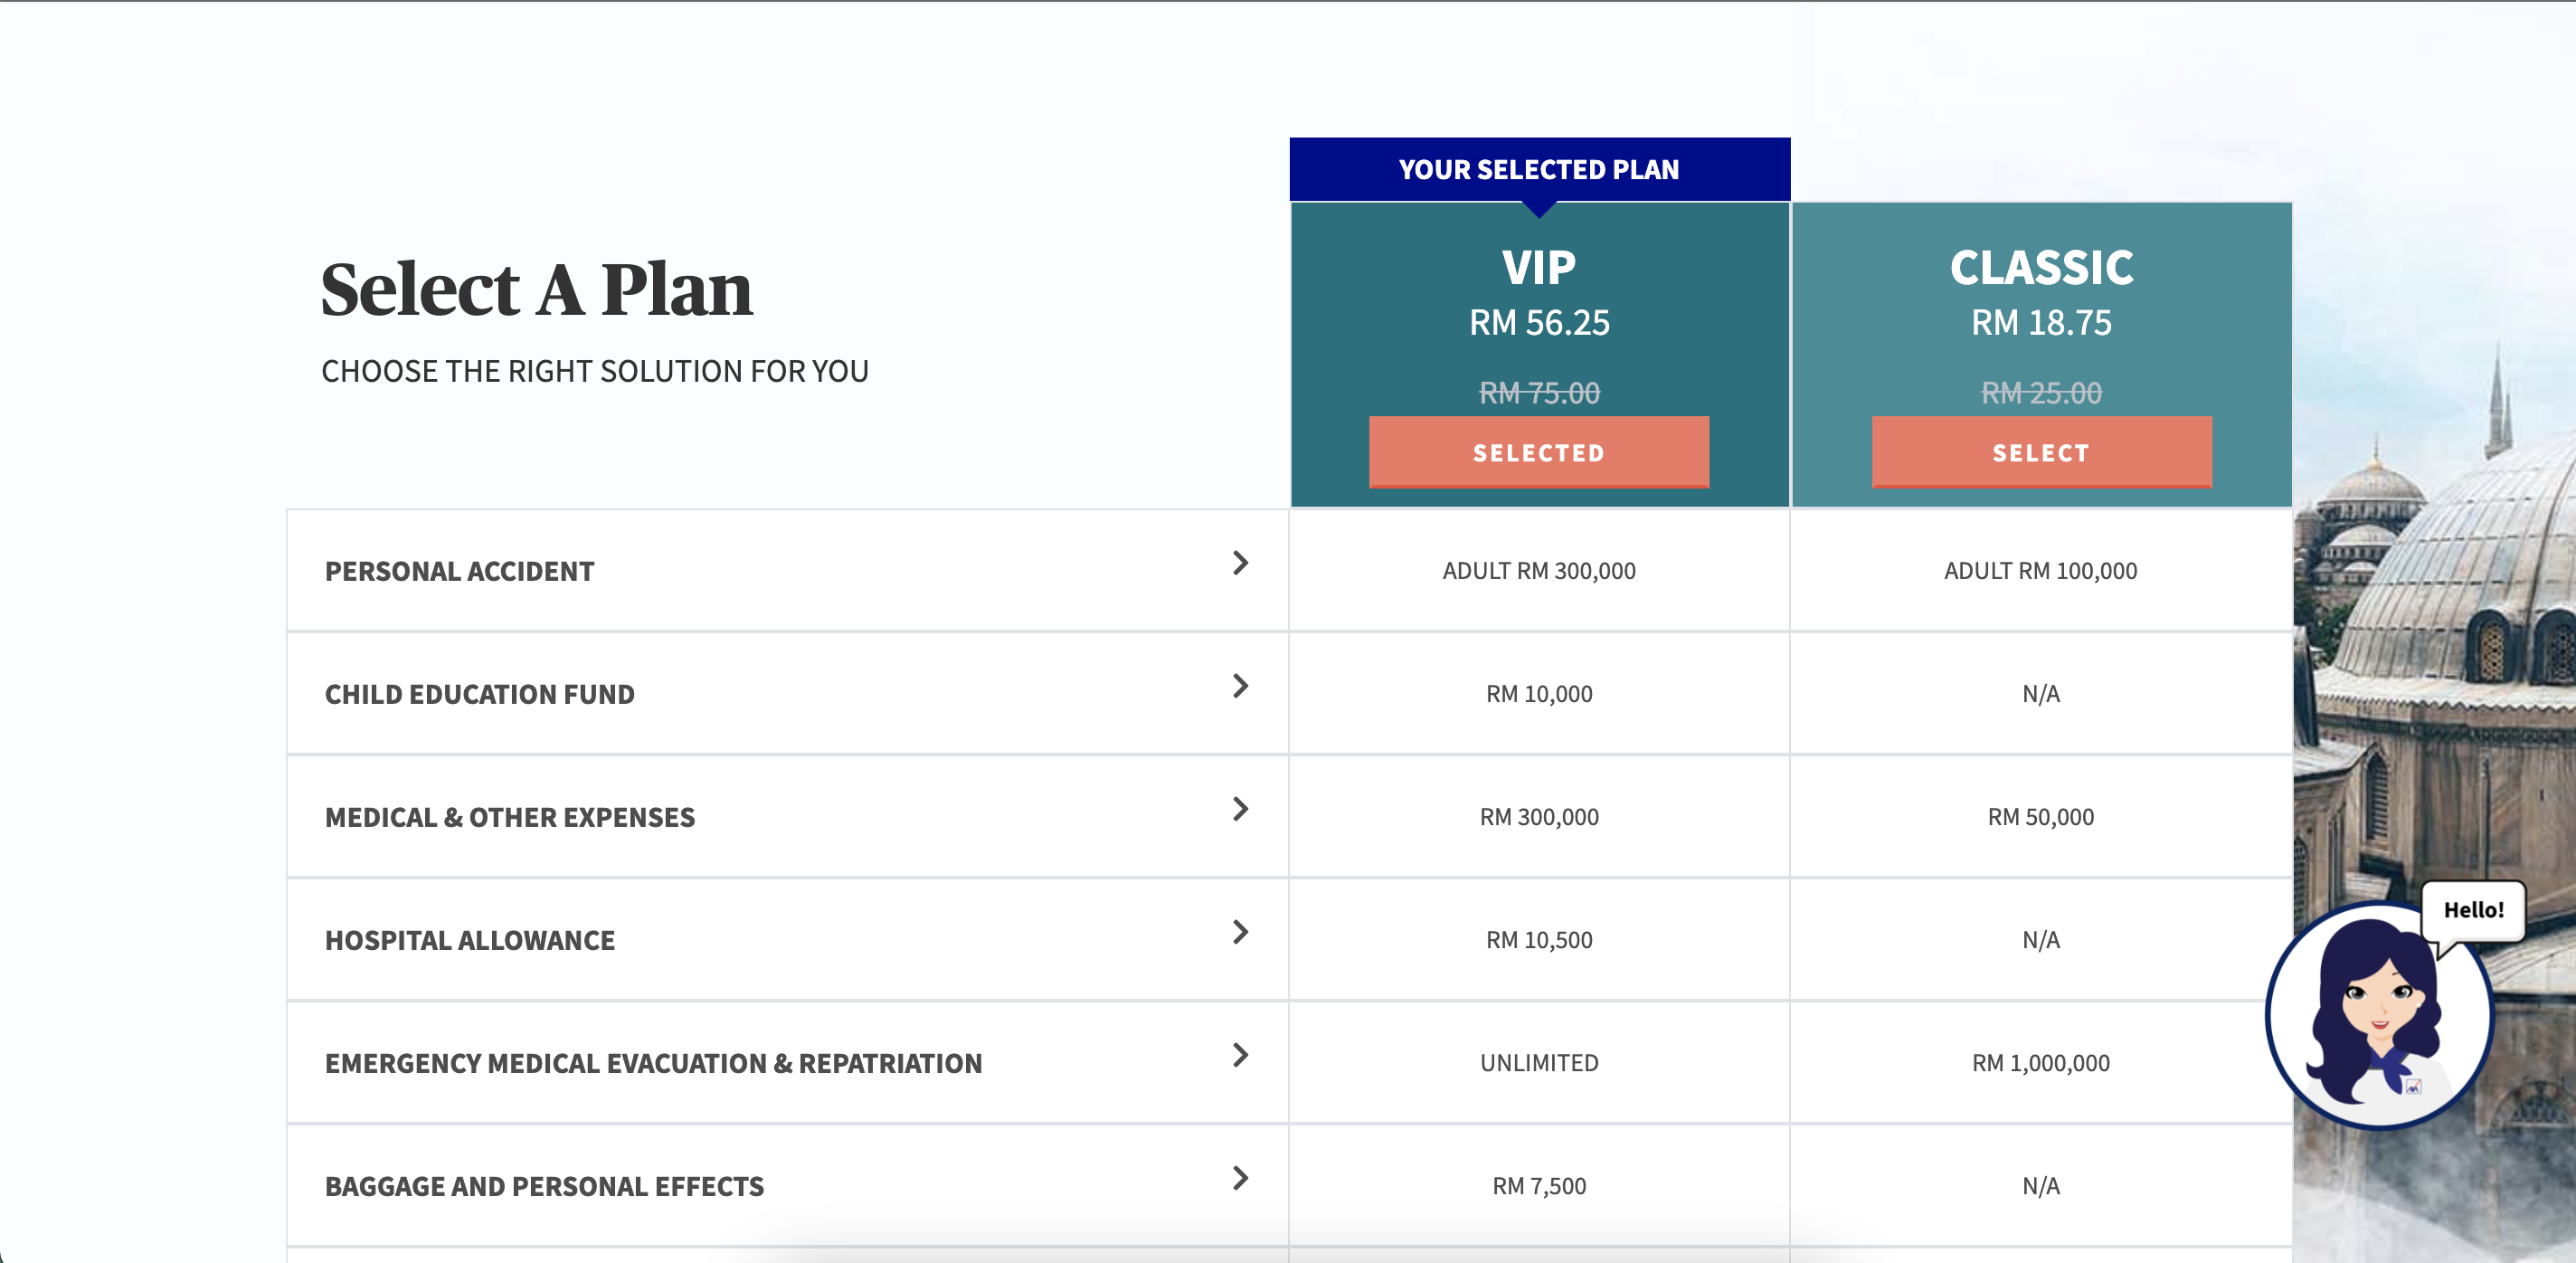 YOUR SELECTED PLAN
Select A Plan
CHOOSE THE RIGHT SOLUTION FOR YOU
VIP
RM 56.25
RM 75.00
SELECTED
CLASSIC
RM 18.75
RM 25.00
SELECT
PERSONAL ACCIDENT ADULT RM 300,000 ADULT RM 100,000
CHILD EDUCATION FUND RM 10,000 N/A
MEDICAL & OTHER EXPENSES RM 300,000 RM 50,000
HOSPITAL ALLOWANCE RM 10,500 N/A
EMERGENCY MEDICAL EVACUATION & REPATRIATION UNLIMITED RM 1,000,000
BAGGAGE AND PERSONAL EFFECTS RM 7,500 N/A
Hello!